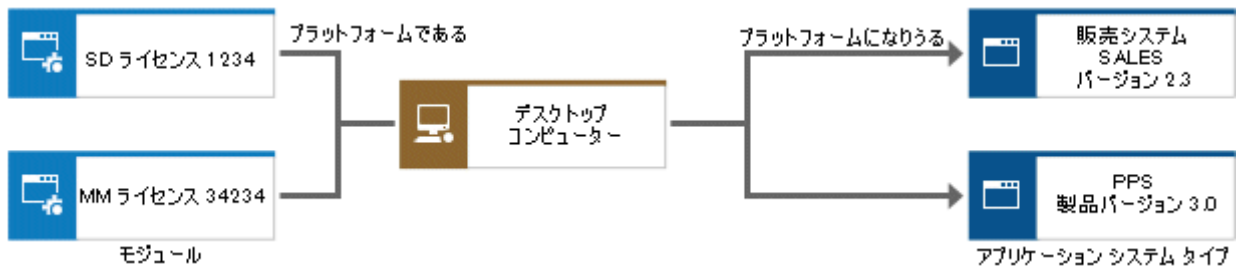 SD ライセンス 1234
プラットフォームである
プラットフォームになりうる
販売システム
SALES
バージョン 2.3
デスクトップ
コンピューター
MM ライセンス 34234
モジュール
PPS
製品バージョン 3.0
アプリケーション システム タイプ